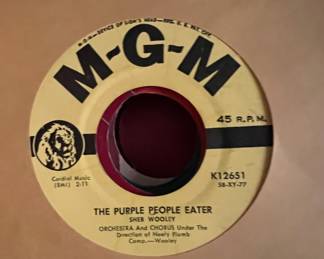 M-G-M
45 R.P.M.
Cordial Music
(BMI) 2:11
K12651
58-XY-77
THE PURPLE PEOPLE EATER
SHEB WOOLEY
ORCHESTRA And CHORUS Under The
Direction of Neely Plumb
Comp.—Wooley